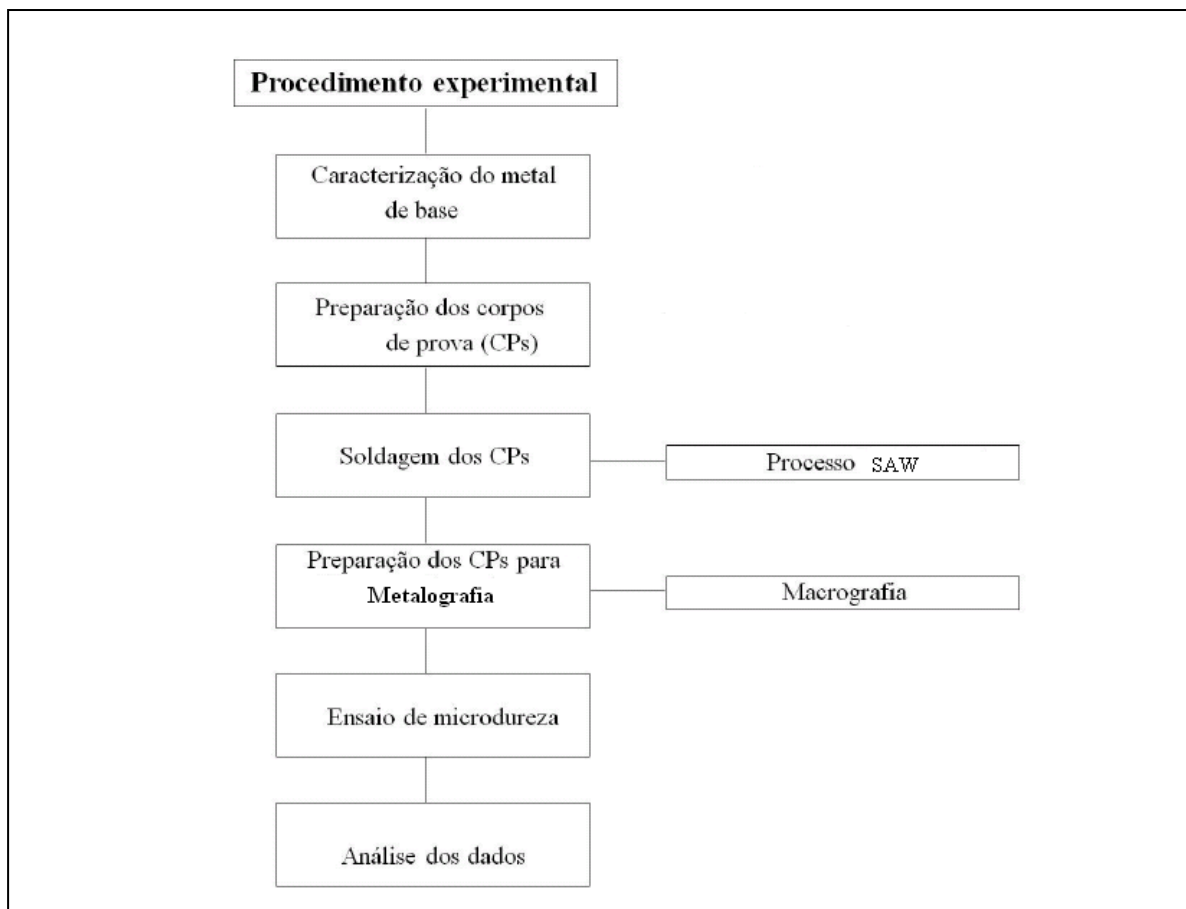 Procedimento experimental
Caracterização do metal
de base
Preparação dos corpos
de prova (CPs)
Soldagem dos CPs
Processo SAW
Preparação dos CPs para
Metalografia
Macrografia
Ensaio de microdureza
Análise dos dados